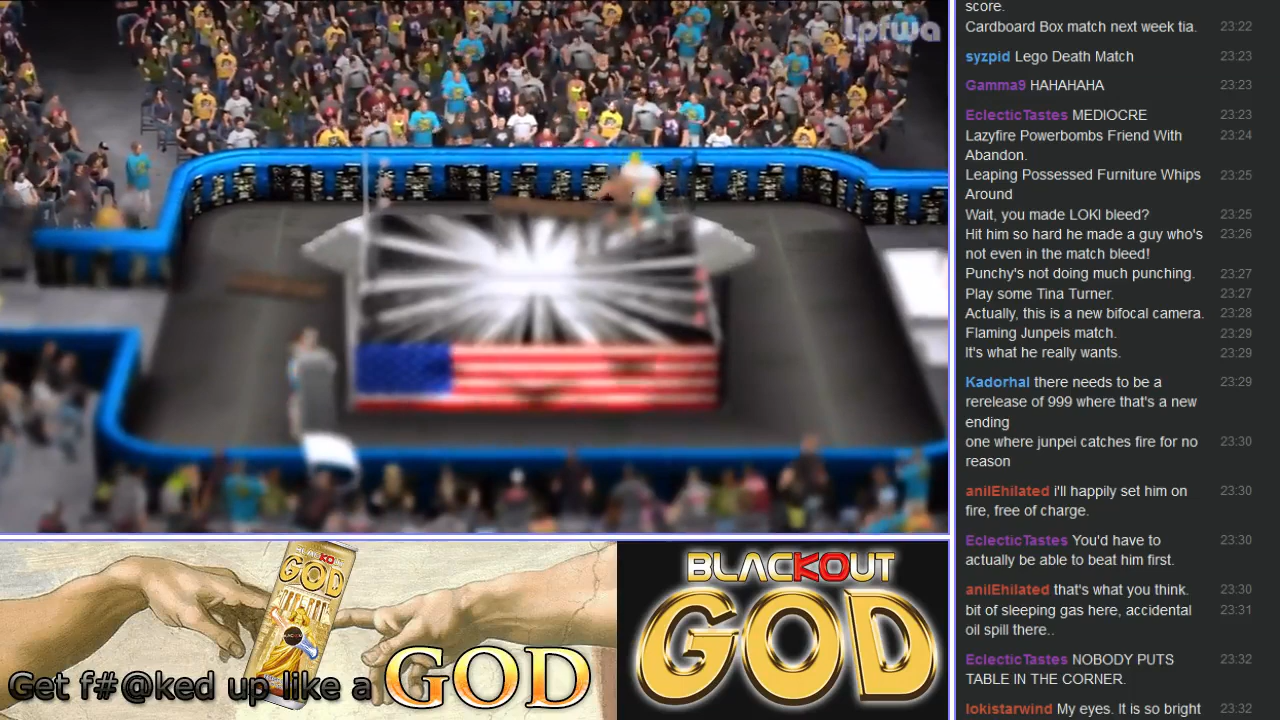 lpfwa
score.
Cardboard Box match next week tia. 23:22
syzpid Lego Death Match 23:23
Gamma9 HAHAHAHA 23:23
EclecticTastes MEDIOCRE 23:23
Lazyfire Powerbombs Friend With 23:24
Abandon.
Leaping Possessed Furniture Whips 23:25
Around
Wait, you made LOKI bleed? 23:25
Hit him so hard he made a guy who's 23:26
not even in the match bleed!
Punchy's not doing much punching. 23:27
Play some Tina Turner. 23:27
Actually, this is a new bifocal camera. 23:28
Flaming Junpeis match. 23:29
It's what he really wants. 23:29
Kadorhal there needs to be a 23:29
rerelease of 999 where that's a new
ending
one where junpei catches fire for no 23:30
reason
anilEhilated i'll happily set him on 23:30
fire, free of charge.
EclecticTastes You'd have to 23:30
actually be able to beat him first.
anilEhilated that's what you think. 23:30
bit of sleeping gas here, accidental 23:31
oil spill there..
EclecticTastes NOBODY PUTS 23:32
TABLE IN THE CORNER.
lokistarwind My eyes. It is so bright 23:32
BLACKOUT
GOD
Get f#@ked up like a GOD
BLACKOUT
GOD